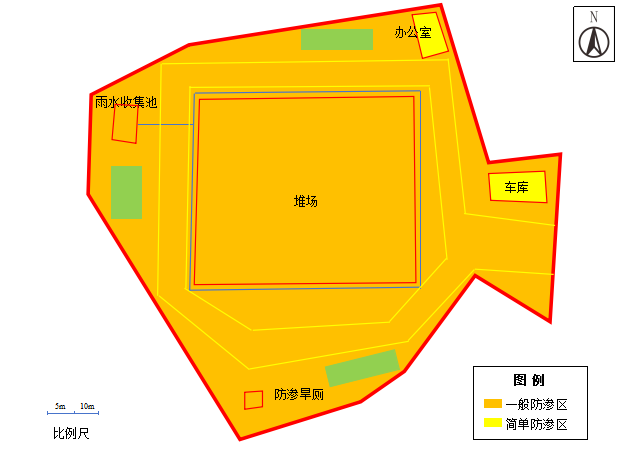 N
办公室
雨水收集池
车库
堆场
防渗旱厕
图 例
一般防渗区
简单防渗区
5m 10m
比例尺